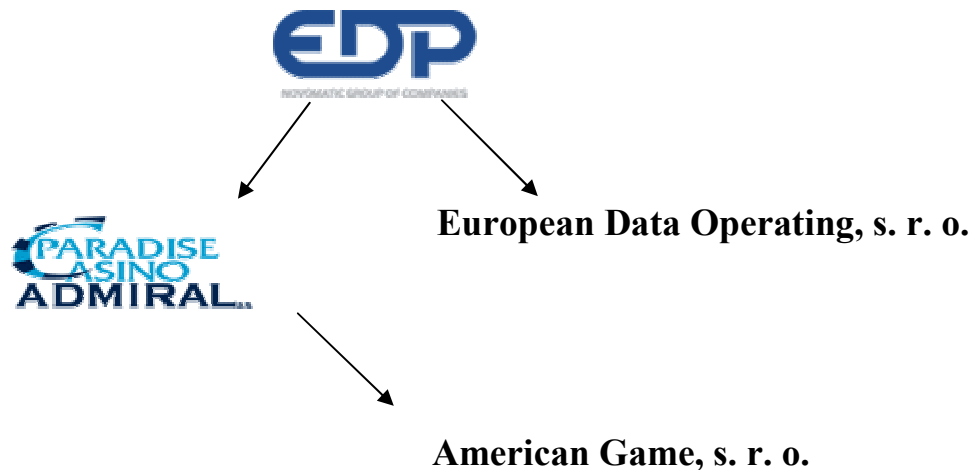 EDP
NOVOMATIC GROUP OF COMPANIES
European Data Operating, s. r. o.
PARADISE
CASINO
ADMIRAL a.s.
American Game, s. r. o.